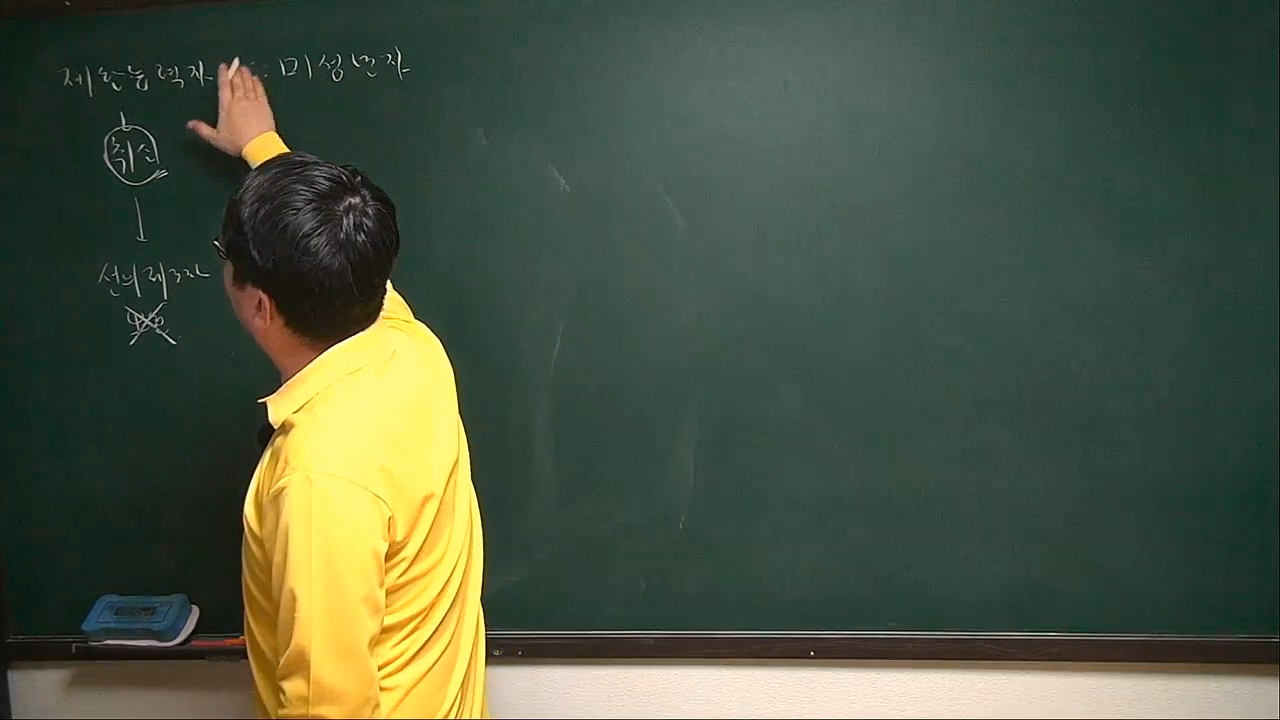 제한능력자 : 미성년자
취소
선의 제3자